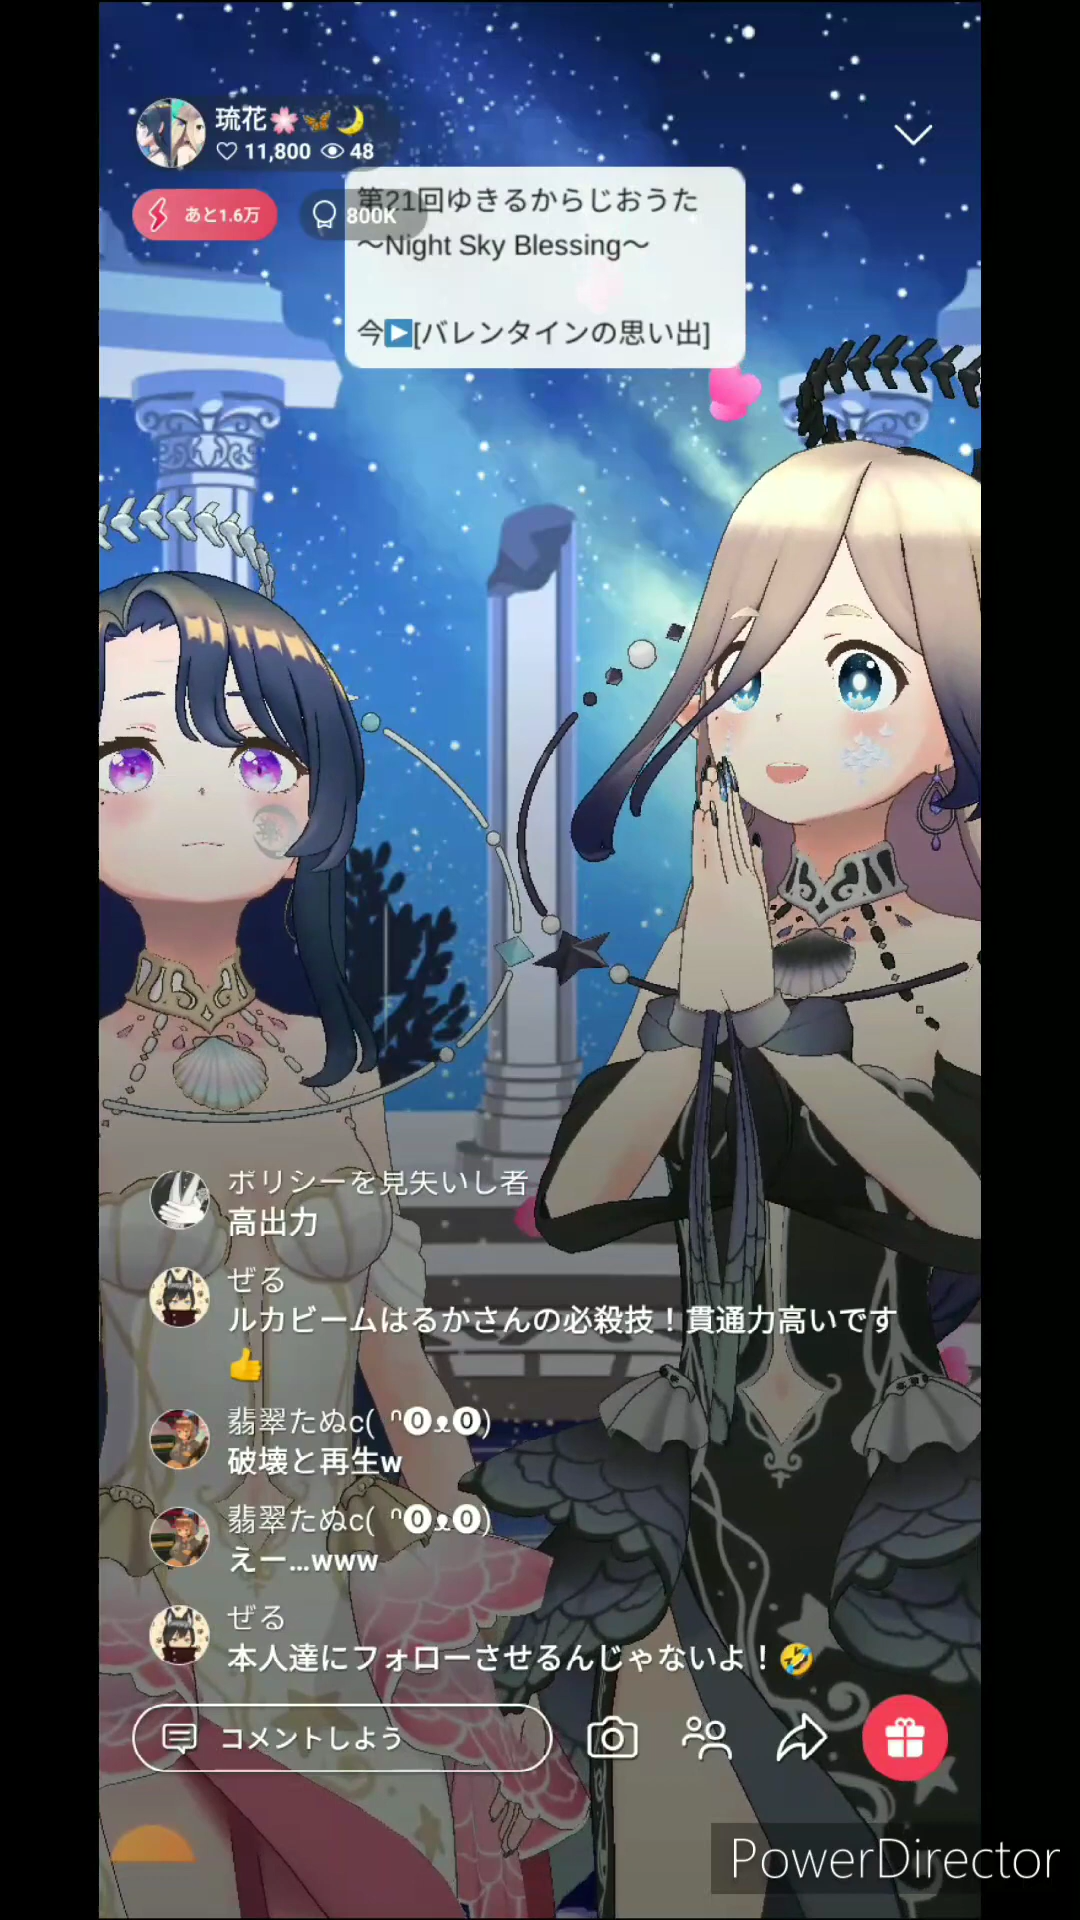 琉花🌸🦋🌙
11,800 48
あと1.6万
800K
第21回ゆきるからじおうた
～Night Sky Blessing～
今▶[バレンタインの思い出]
ポリシーを見失いし者
高出力
ぜる
ルカビームはるかさんの必殺技！貫通力高いです
👍
翡翠たぬc( ᐢ⓿ᴥ⓿)
破壊と再生w
翡翠たぬc( ᐢ⓿ᴥ⓿)
えー…www
ぜる
本人達にフォローさせるんじゃないよ！🤣
コメントしよう
PowerDirector